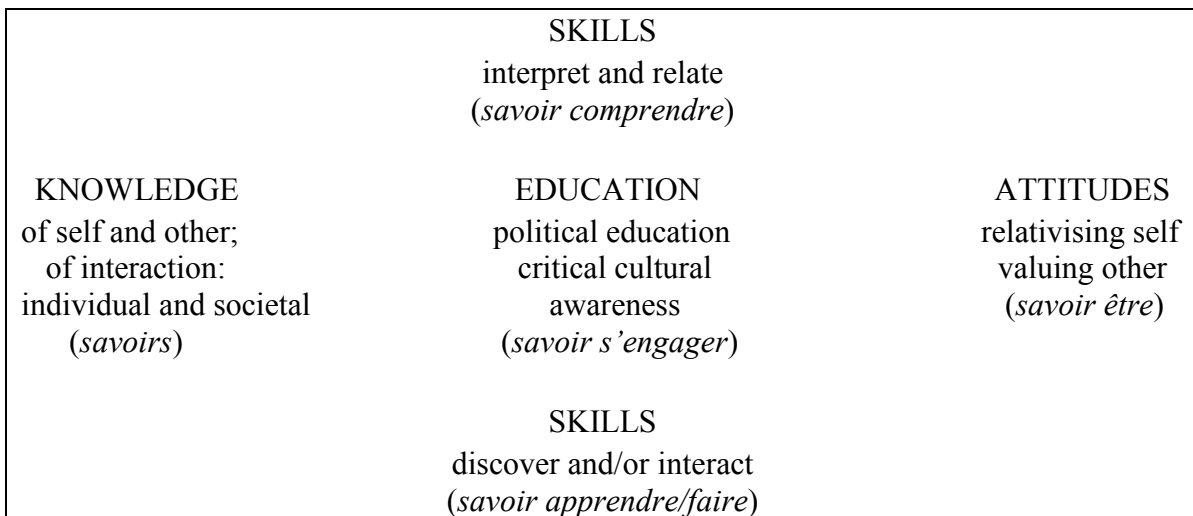 SKILLS
interpret and relate
(savoir comprendre)
KNOWLEDGE
of self and other;
of interaction:
individual and societal
(savoirs)
EDUCATION
political education
critical cultural
awareness
(savoir s’engager)
ATTITUDES
relativising self
valuing other
(savoir être)
SKILLS
discover and/or interact
(savoir apprendre/faire)